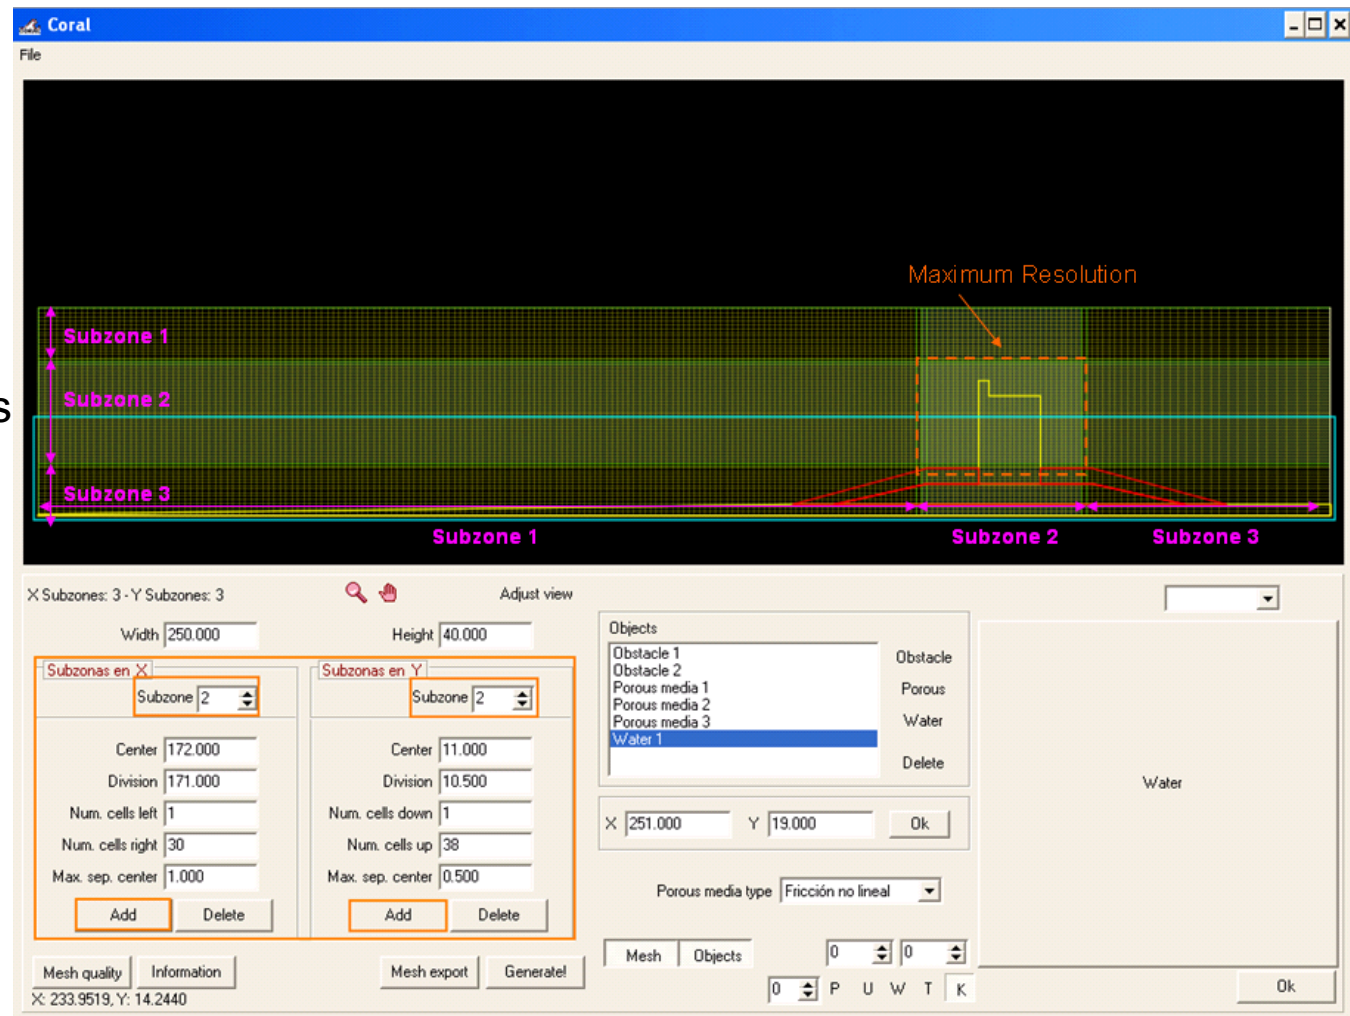 Coral
File
Maximum Resolution
Subzone 1
Subzone 2
s
Subzone 3
Subzone 1
Subzone 2
Subzone 3
X Subzones: 3 - Y Subzones: 3
Adjust view
Width 250.000
Height 40.000
Subzonas en X
Subzone 2
Center 172.000
Division 171.000
Num. cells left 1
Num. cells right 30
Max. sep. center 1.000
Add Delete
Subzonas en Y
Subzone 2
Center 11.000
Division 10.500
Num. cells down 1
Num. cells up 38
Max. sep. center 0.500
Add Delete
Mesh quality Information
Mesh export Generate!
X: 233.9519, Y: 14.2440
Objects
Obstacle 1
Obstacle 2
Porous media 1
Porous media 2
Porous media 3
Water 1
Obstacle
Porous
Water
Delete
X 251.000 Y 19.000 Ok
Porous media type Fricción no lineal
Mesh Objects 0 0
0 P U W T K
Water
Ok